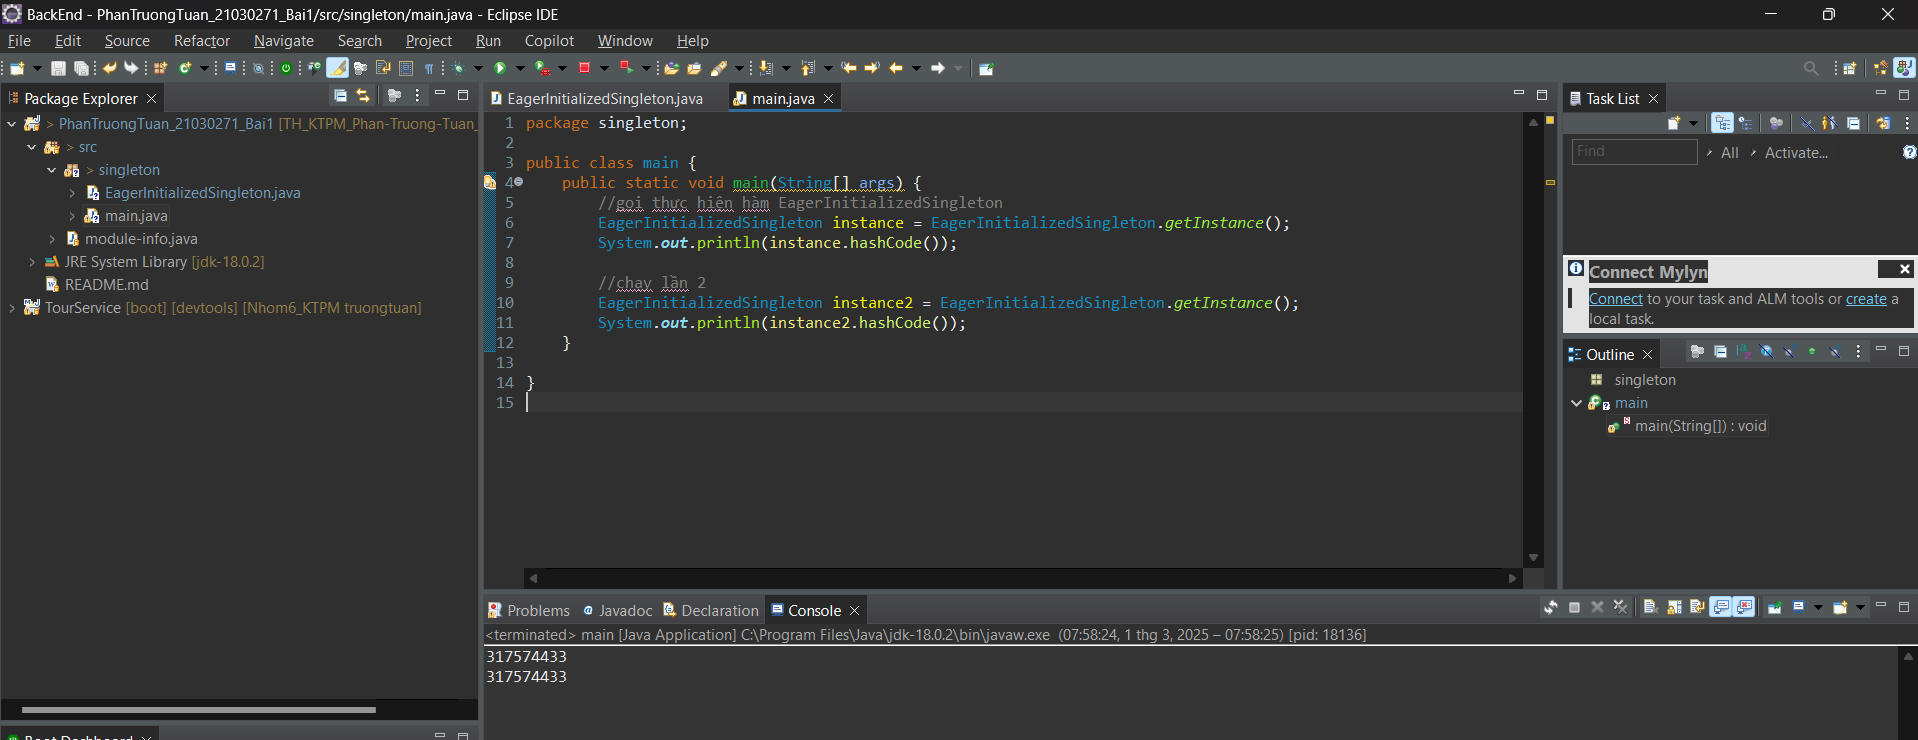 BackEnd - PhanTruongTuan_21030271_Bai1/src/singleton/main.java - Eclipse IDE
File Edit Source Refactor Navigate Search Project Run Copilot Window Help
Package Explorer
> PhanTruongTuan_21030271_Bai1 [TH_KTPM_Phan-Truong-Tuan_
> src
> singleton
EagerInitializedSingleton.java
main.java
module-info.java
JRE System Library [jdk-18.0.2]
README.md
TourService [boot] [devtools] [Nhom6_KTPM truongtuan]
EagerInitializedSingleton.java
main.java
1 package singleton;
2
3 public class main {
4 public static void main(String[] args) {
5 //gọi thực hiện hàm EagerInitializedSingleton
6 EagerInitializedSingleton instance = EagerInitializedSingleton.getInstance();
7 System.out.println(instance.hashCode());
8
9 //chạy lần 2
10 EagerInitializedSingleton instance2 = EagerInitializedSingleton.getInstance();
11 System.out.println(instance2.hashCode());
12 }
13
14 }
15
Task List
Find
All
Activate...
Connect Mylyn
Connect to your task and ALM tools or create a
local task.
Outline
singleton
main
main(String[]) : void
Problems
Javadoc
Declaration
Console
<terminated> main [Java Application] C:\Program Files\Java\jdk-18.0.2\bin\javaw.exe (07:58:24, 1 thg 3, 2025 – 07:58:25) [pid: 18136]
317574433
317574433
Boot Dashboard